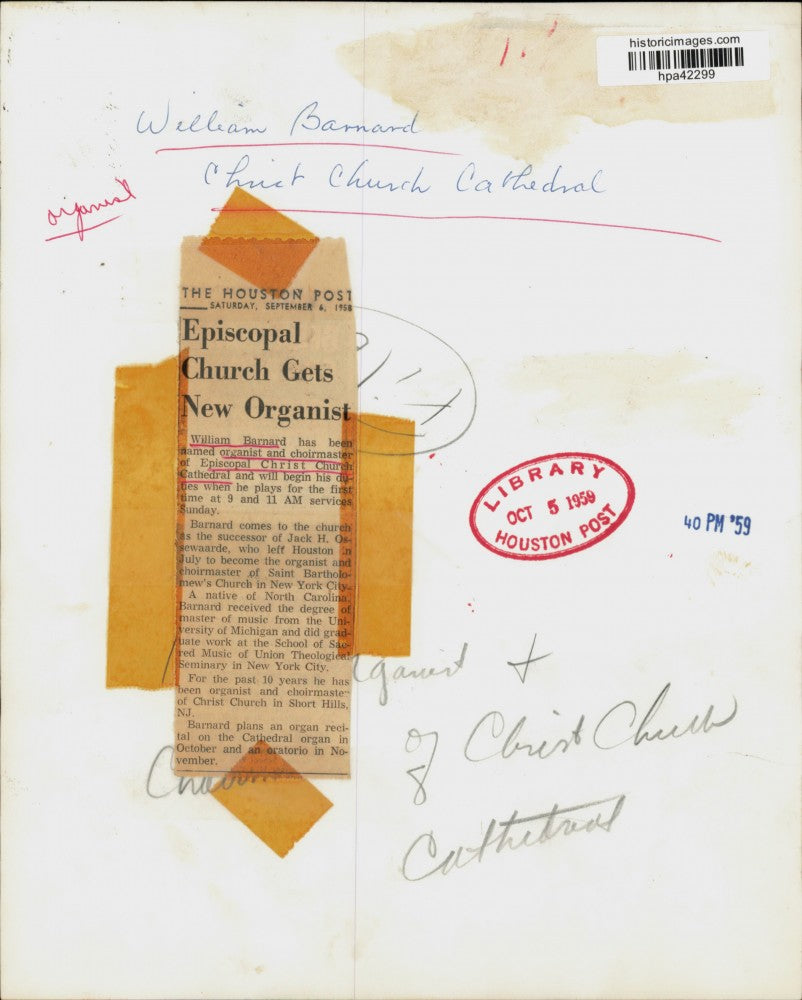 historicimages.com
hpa42299
William Barnard
Christ Church Cathedral
organist
THE HOUSTON POST
SATURDAY, SEPTEMBER 6, 1958
Episcopal
Church Gets
New Organist
William Barnard has been
named organist and choirmaster
of Episcopal Christ Church
Cathedral and will begin his du-
ties when he plays for the first
time at 9 and 11 AM services
Sunday.
Barnard comes to the church
as the successor of Jack H. Os-
sewaarde, who left Houston in
July to become the organist and
choirmaster of Saint Bartholo-
mew's Church in New York City.
A native of North Carolina,
Barnard received the degree of
master of music from the Uni-
versity of Michigan and did grad-
uate work at the School of Sac-
red Music of Union Theological
Seminary in New York City.
For the past 10 years he has
been organist and choirmaster
of Christ Church in Short Hills,
NJ.
Barnard plans an organ reci-
tal on the Cathedral organ in
October and an oratorio in No-
vember.
LIBRARY
OCT 5 1959
HOUSTON POST
40 PM '59
rganist +
of Christ Church
Cathedral